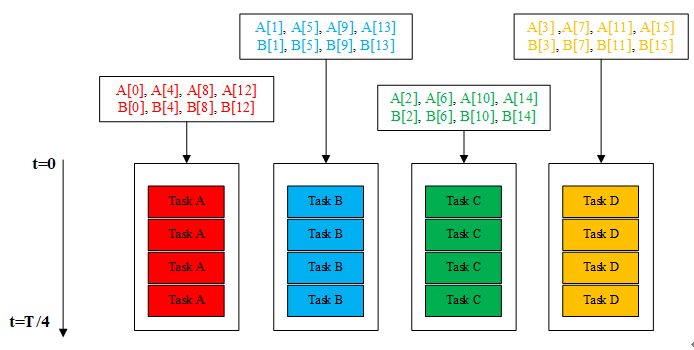 A[1], A[5], A[9], A[13]
B[1], B[5], B[9], B[13]
A[3] ,A[7], A[11], A[15]
B[3], B[7], B[11], B[15]
A[0], A[4], A[8], A[12]
B[0], B[4], B[8], B[12]
A[2], A[6], A[10], A[14]
B[2], B[6], B[10], B[14]
t=0
Task A
Task B
Task C
Task D
Task A
Task B
Task C
Task D
Task A
Task B
Task C
Task D
Task A
Task B
Task C
Task D
t=T/4